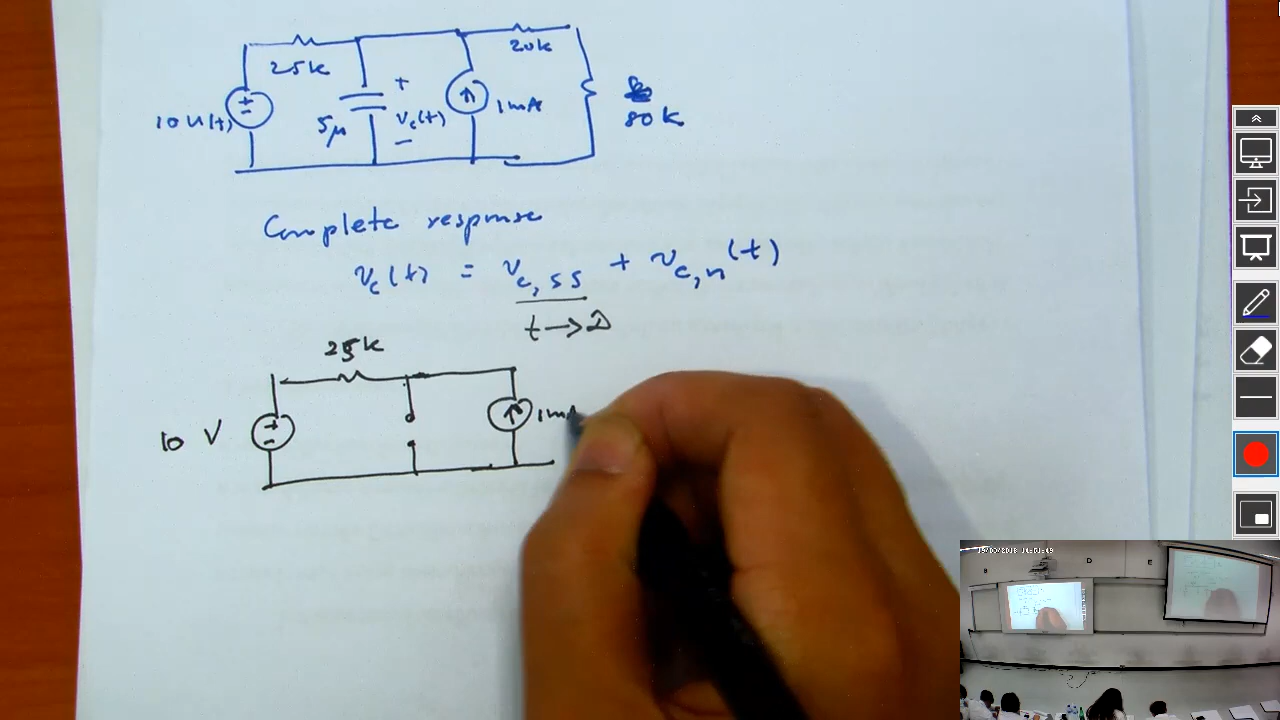 25k
20k
10u(t)
+
-
5μ
+
vc(t)
-
1mA
80k
Complete response
vc(t) = vc,ss + vc,n(t)
t → ∞
25k
10 V
+
-
1mA
B
D
E